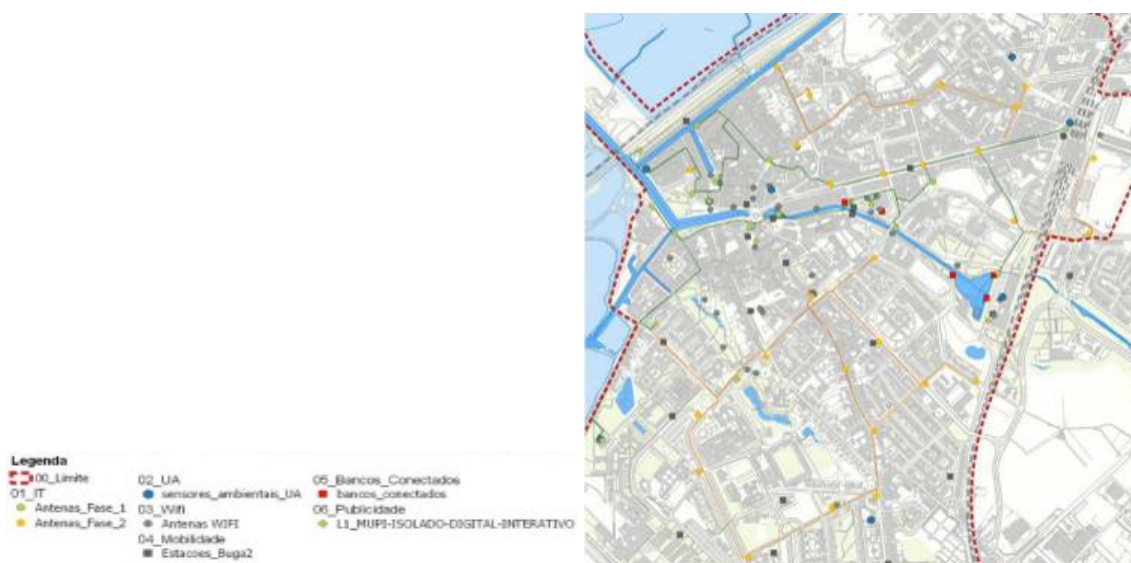 Legenda
00_Limite
01_IT
Antenas_Fase_1
Antenas_Fase_2
02_UA
sensores_ambientais_UA
03_Wifi
Antenas WIFI
04_Mobilidade
Estacoes_Buga2
05_Bancos_Conectados
bancos_conectados
06_Publicidade
L1_MUPI-ISOLADO-DIGITAL-INTERATIVO